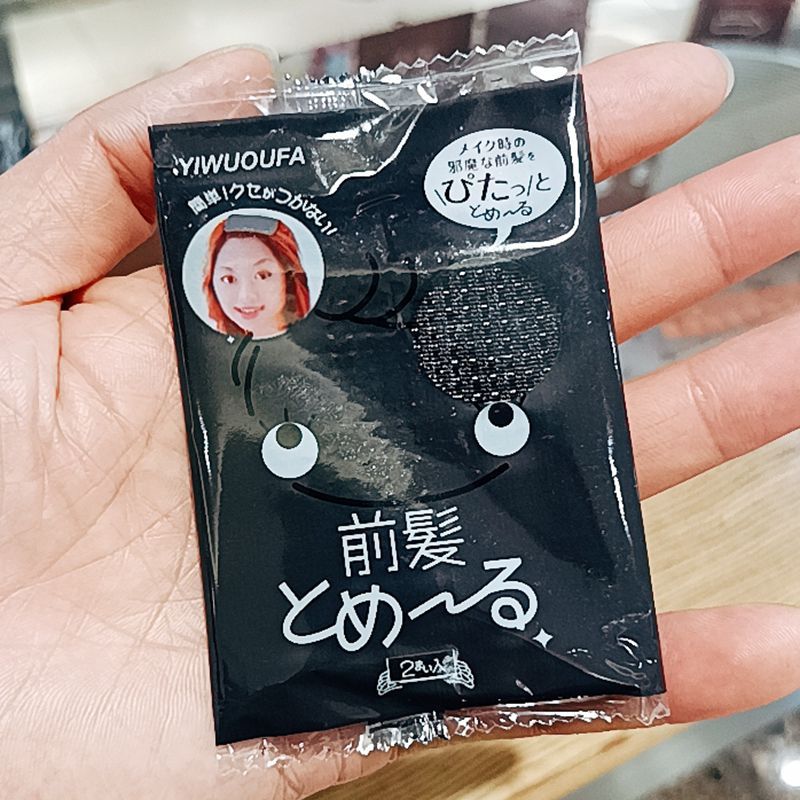 YIWUOUFA
メイク時の
邪魔な前髪を
ぴたっ!と
とめ〜る
簡単!クセがつかない!
前髪
とめ〜る
2まい入